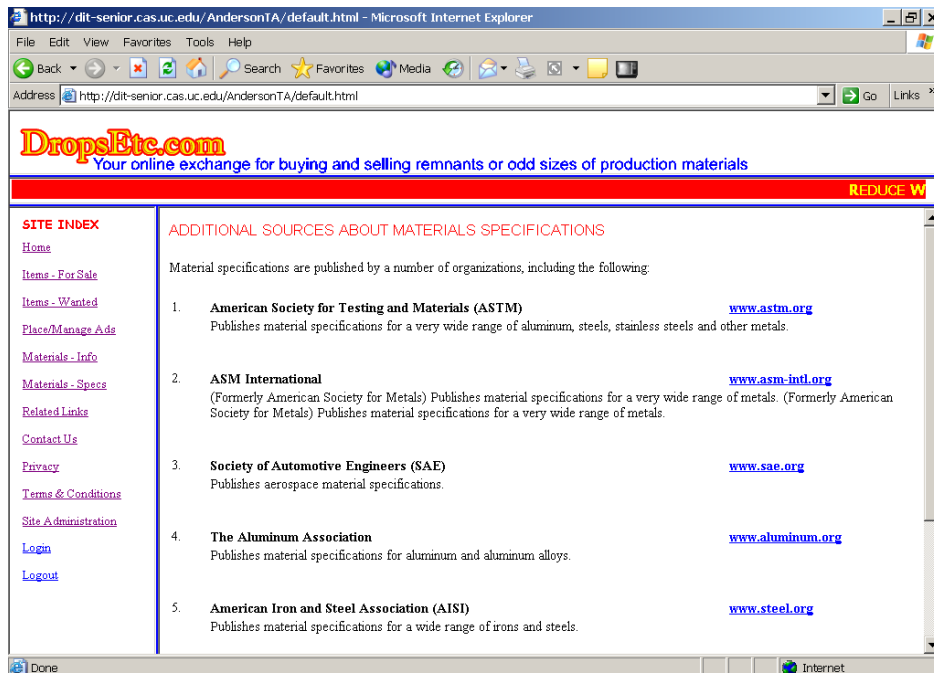 http://dit-senior.cas.uc.edu/AndersonTA/default.html - Microsoft Internet Explorer
File Edit View Favorites Tools Help
Back Search Favorites Media
Address http://dit-senior.cas.uc.edu/AndersonTA/default.html Go Links »
DropsEtc.com
Your online exchange for buying and selling remnants or odd sizes of production materials
REDUCE W
SITE INDEX
Home
Items - For Sale
Items - Wanted
Place/Manage Ads
Materials - Info
Materials - Specs
Related Links
Contact Us
Privacy
Terms & Conditions
Site Administration
Login
Logout
ADDITIONAL SOURCES ABOUT MATERIALS SPECIFICATIONS
Material specifications are published by a number of organizations, including the following:
1. American Society for Testing and Materials (ASTM) www.astm.org
Publishes material specifications for a very wide range of aluminum, steels, stainless steels and other metals.
2. ASM International www.asm-intl.org
(Formerly American Society for Metals) Publishes material specifications for a very wide range of metals. (Formerly American
Society for Metals) Publishes material specifications for a very wide range of metals.
3. Society of Automotive Engineers (SAE) www.sae.org
Publishes aerospace material specifications.
4. The Aluminum Association www.aluminum.org
Publishes material specifications for aluminum and aluminum alloys.
5. American Iron and Steel Association (AISI) www.steel.org
Publishes material specifications for a wide range of irons and steels.
Done Internet